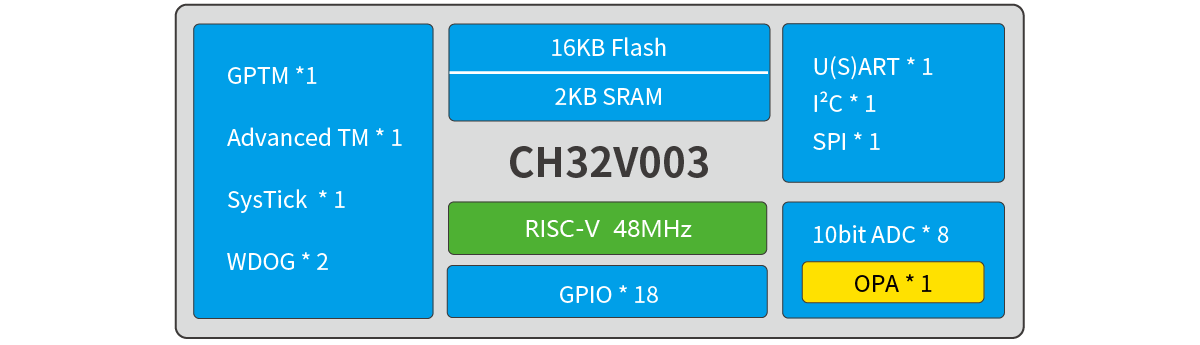 GPTM *1
Advanced TM * 1
SysTick * 1
WDOG * 2
16KB Flash
2KB SRAM
CH32V003
RISC-V 48MHz
GPIO * 18
U(S)ART * 1
I²C * 1
SPI * 1
10bit ADC * 8
OPA * 1